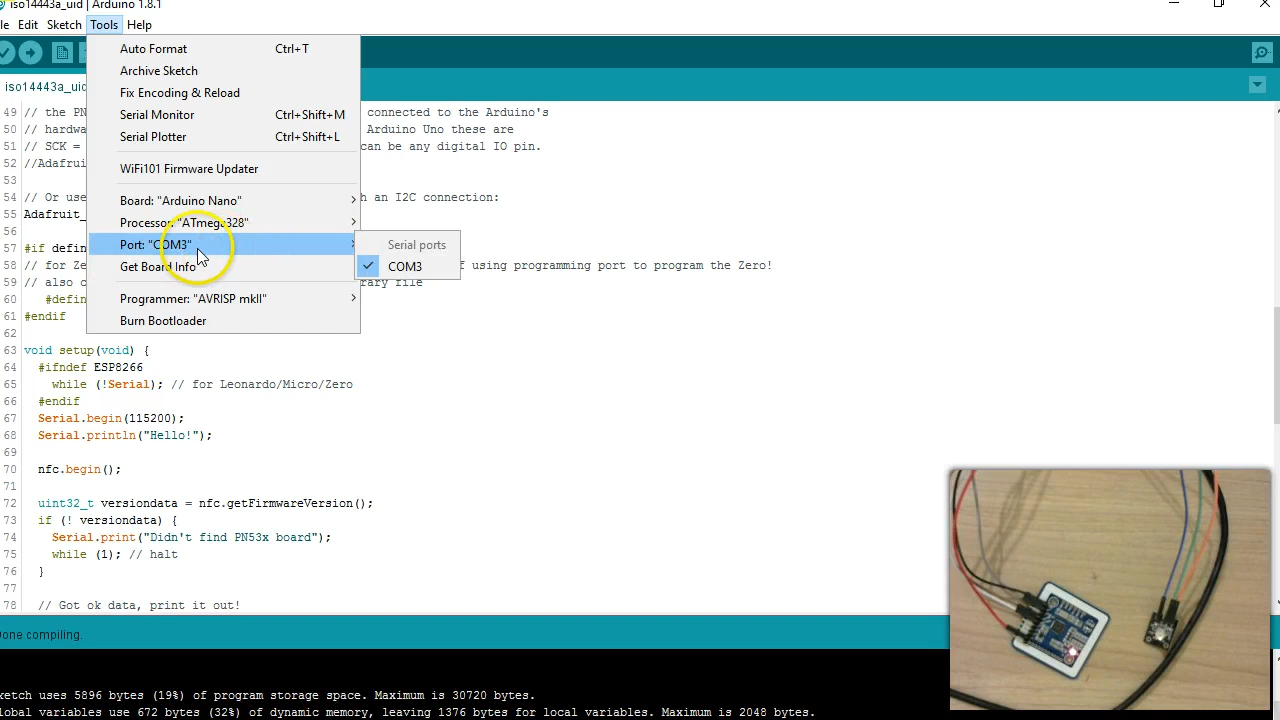 iso14443a_uid | Arduino 1.8.1
le Edit Sketch Tools Help
iso14443a_uid
Auto Format Ctrl+T
Archive Sketch
Fix Encoding & Reload
Serial Monitor Ctrl+Shift+M
Serial Plotter Ctrl+Shift+L
WiFi101 Firmware Updater
Board: "Arduino Nano"
Processor: "ATmega328"
Port: "COM3"
Get Board Info
Programmer: "AVRISP mkII"
Burn Bootloader
Serial ports
COM3
49 // the PN connected to the Arduino's
50 // hardwa Arduino Uno these are
51 // SCK = can be any digital IO pin.
52 //Adafrui
53
54 // Or use h an I2C connection:
55 Adafruit_
56
57 #if defin
58 // for Ze f using programming port to program the Zero!
59 // also c rary file
60 #defin
61 #endif
62
63 void setup(void) {
64 #ifndef ESP8266
65 while (!Serial); // for Leonardo/Micro/Zero
66 #endif
67 Serial.begin(115200);
68 Serial.println("Hello!");
69
70 nfc.begin();
71
72 uint32_t versiondata = nfc.getFirmwareVersion();
73 if (! versiondata) {
74 Serial.print("Didn't find PN53x board");
75 while (1); // halt
76 }
77
78 // Got ok data, print it out!
one compiling.
ketch uses 5896 bytes (19%) of program storage space. Maximum is 30720 bytes.
lobal variables use 672 bytes (32%) of dynamic memory, leaving 1376 bytes for local variables. Maximum is 2048 bytes.